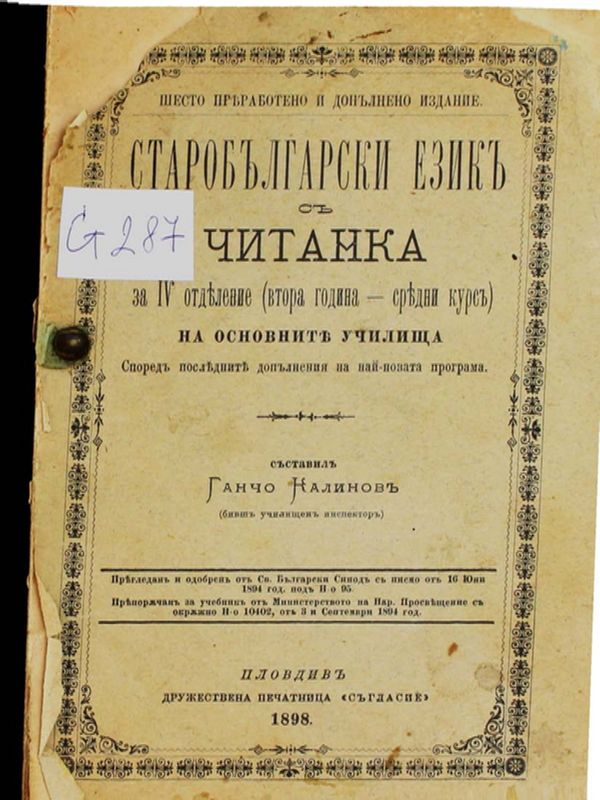 ШЕСТО ПРѢРАБОТЕНО И ДОПЪЛНЕНО ИЗДАНИЕ.
СТАРОБЪЛГАРСКИ ЕЗИКЪ
СЪ
ЧИТАНКА
G 287
за IV отдѣление (втора година — срѣдни курсъ)
НА ОСНОВНИТѢ УЧИЛИЩА
Споредъ послѣднитѣ допълнения на най-новата програма.
СЪСТАВИЛЪ
ГАНЧО КАЛИНОВЪ
(бившъ училищенъ инспекторъ)
Прѣгледанъ и одобренъ отъ Св. Български Синодъ съ писмо отъ 16 Юни
1894 год. подъ Н-о 95.
Прѣпорѫчанъ за учебникъ отъ Министерството на Нар. Просвѣщение съ
окрѫжно Н-о 10402, отъ 3 и Септември 1894 год.
ПЛОВДИВЪ
ДРУЖЕСТВЕНА ПЕЧАТНИЦА «СЪГЛАСИЕ»
1898.